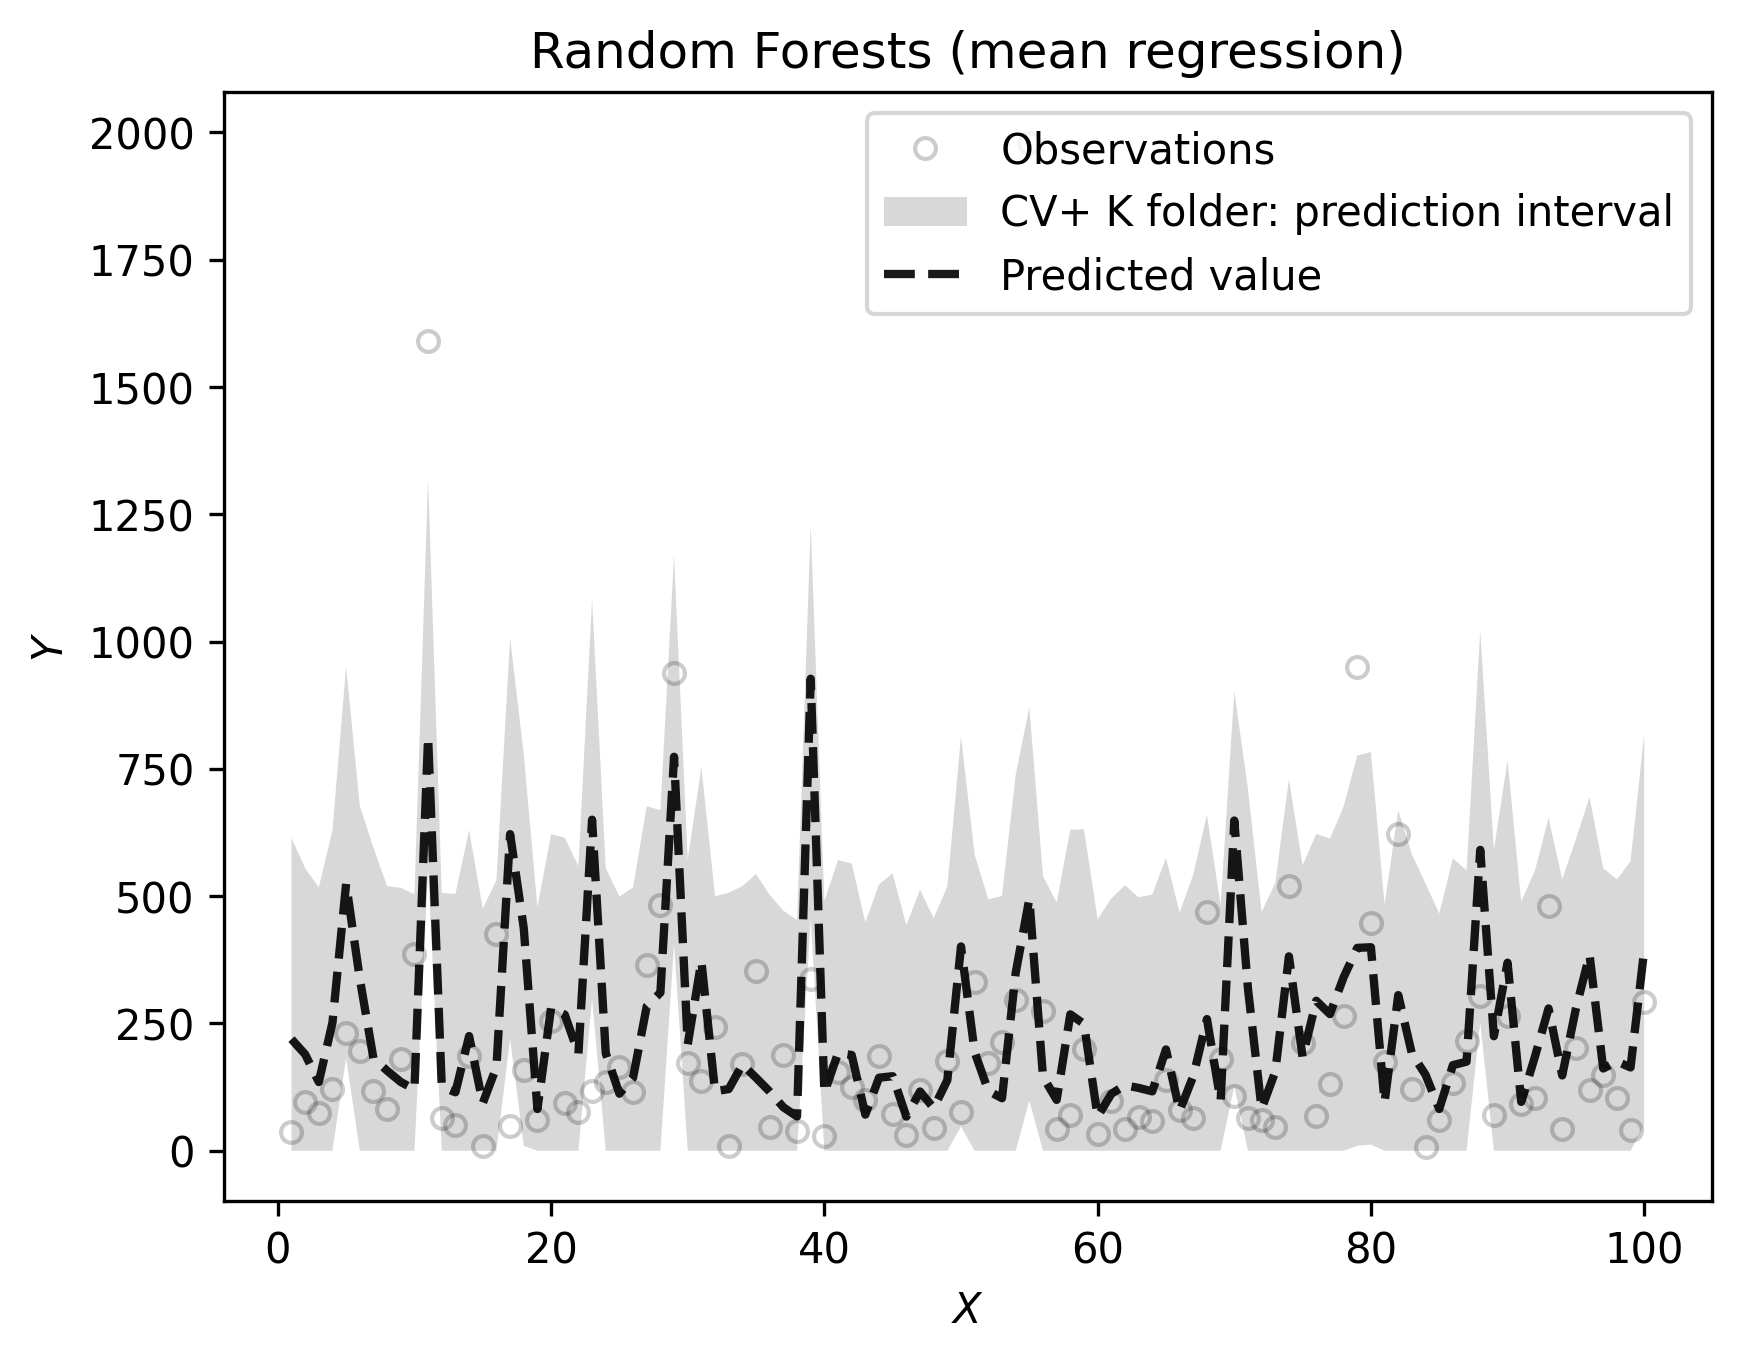 Random Forests (mean regression)
2000
1750
1500
1250
1000
750
500
250
0
Y
Observations
CV+ K folder: prediction interval
Predicted value
0 20 40 60 80 100
X